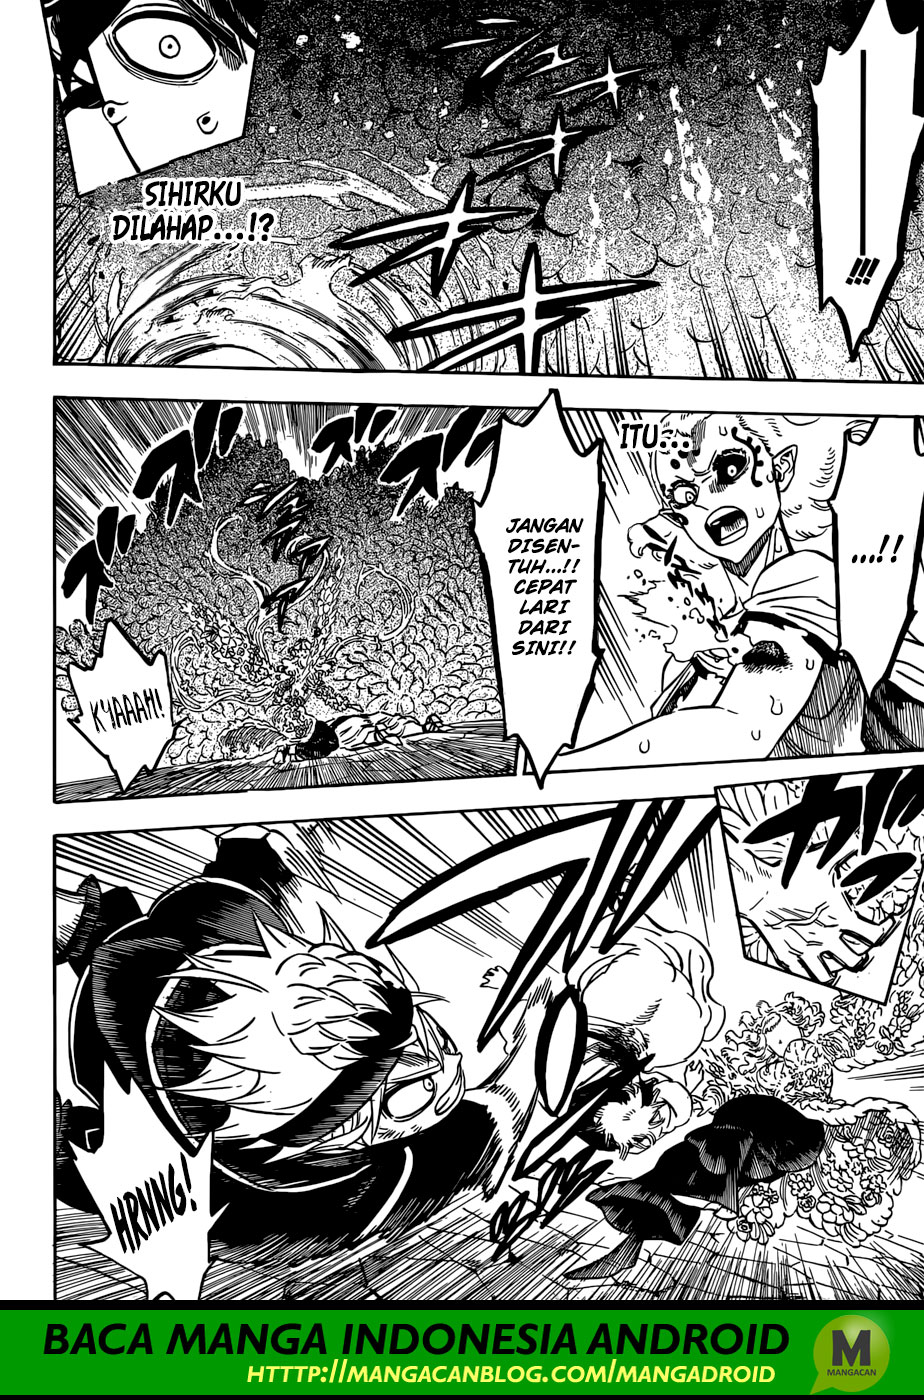 !!!
SIHIRKU
DILAHAP...!?
...!!
ITU...
JANGAN
DISEN-
TUH...!!
CEPAT
LARI
DARI
SINI!!
KYAAAH!
HRNNG!
BACA MANGA INDONESIA ANDROID
HTTTP://MANGACANBLOG.COM/MANGADROID
M
MANGACAN